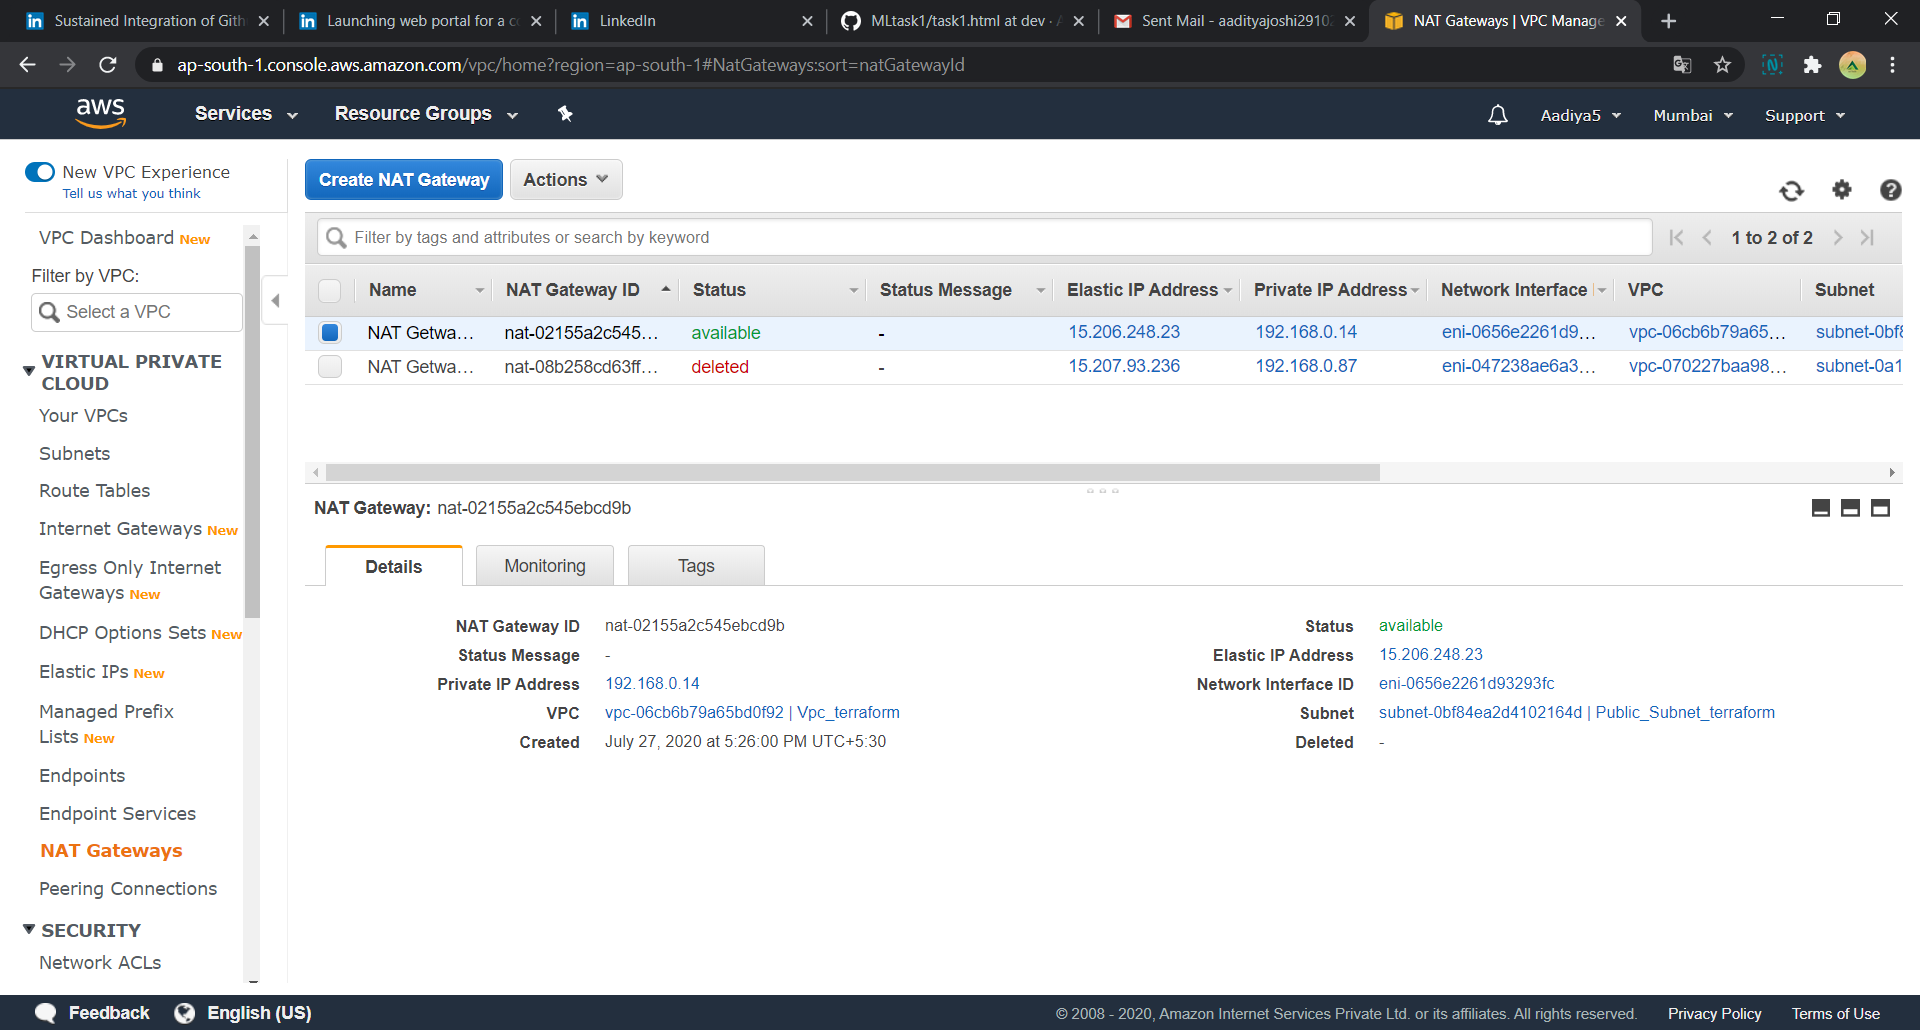 Sustained Integration of Gith
Launching web portal for a c
LinkedIn
MLtask1/task1.html at dev ·
Sent Mail - aadityajoshi2910
NAT Gateways | VPC Manage
ap-south-1.console.aws.amazon.com/vpc/home?region=ap-south-1#NatGateways:sort=natGatewayId
aws
Services
Resource Groups
Aadiya5
Mumbai
Support
New VPC Experience
Tell us what you think
VPC Dashboard New
Filter by VPC:
Select a VPC
VIRTUAL PRIVATE
CLOUD
Your VPCs
Subnets
Route Tables
Internet Gateways New
Egress Only Internet
Gateways New
DHCP Options Sets New
Elastic IPs New
Managed Prefix
Lists New
Endpoints
Endpoint Services
NAT Gateways
Peering Connections
SECURITY
Network ACLs
Create NAT Gateway
Actions
Filter by tags and attributes or search by keyword
1 to 2 of 2
Name NAT Gateway ID Status Status Message Elastic IP Address Private IP Address Network Interface VPC Subnet
NAT Getwa... nat-02155a2c545... available - 15.206.248.23 192.168.0.14 eni-0656e2261d9... vpc-06cb6b79a65... subnet-0bf8
NAT Getwa... nat-08b258cd63ff... deleted - 15.207.93.236 192.168.0.87 eni-047238ae6a3... vpc-070227baa98... subnet-0a1
NAT Gateway: nat-02155a2c545ebcd9b
Details
Monitoring
Tags
NAT Gateway ID nat-02155a2c545ebcd9b
Status available
Status Message -
Elastic IP Address 15.206.248.23
Private IP Address 192.168.0.14
Network Interface ID eni-0656e2261d93293fc
VPC vpc-06cb6b79a65bd0f92 | Vpc_terraform
Subnet subnet-0bf84ea2d4102164d | Public_Subnet_terraform
Created July 27, 2020 at 5:26:00 PM UTC+5:30
Deleted -
Feedback
English (US)
© 2008 - 2020, Amazon Internet Services Private Ltd. or its affiliates. All rights reserved.
Privacy Policy
Terms of Use